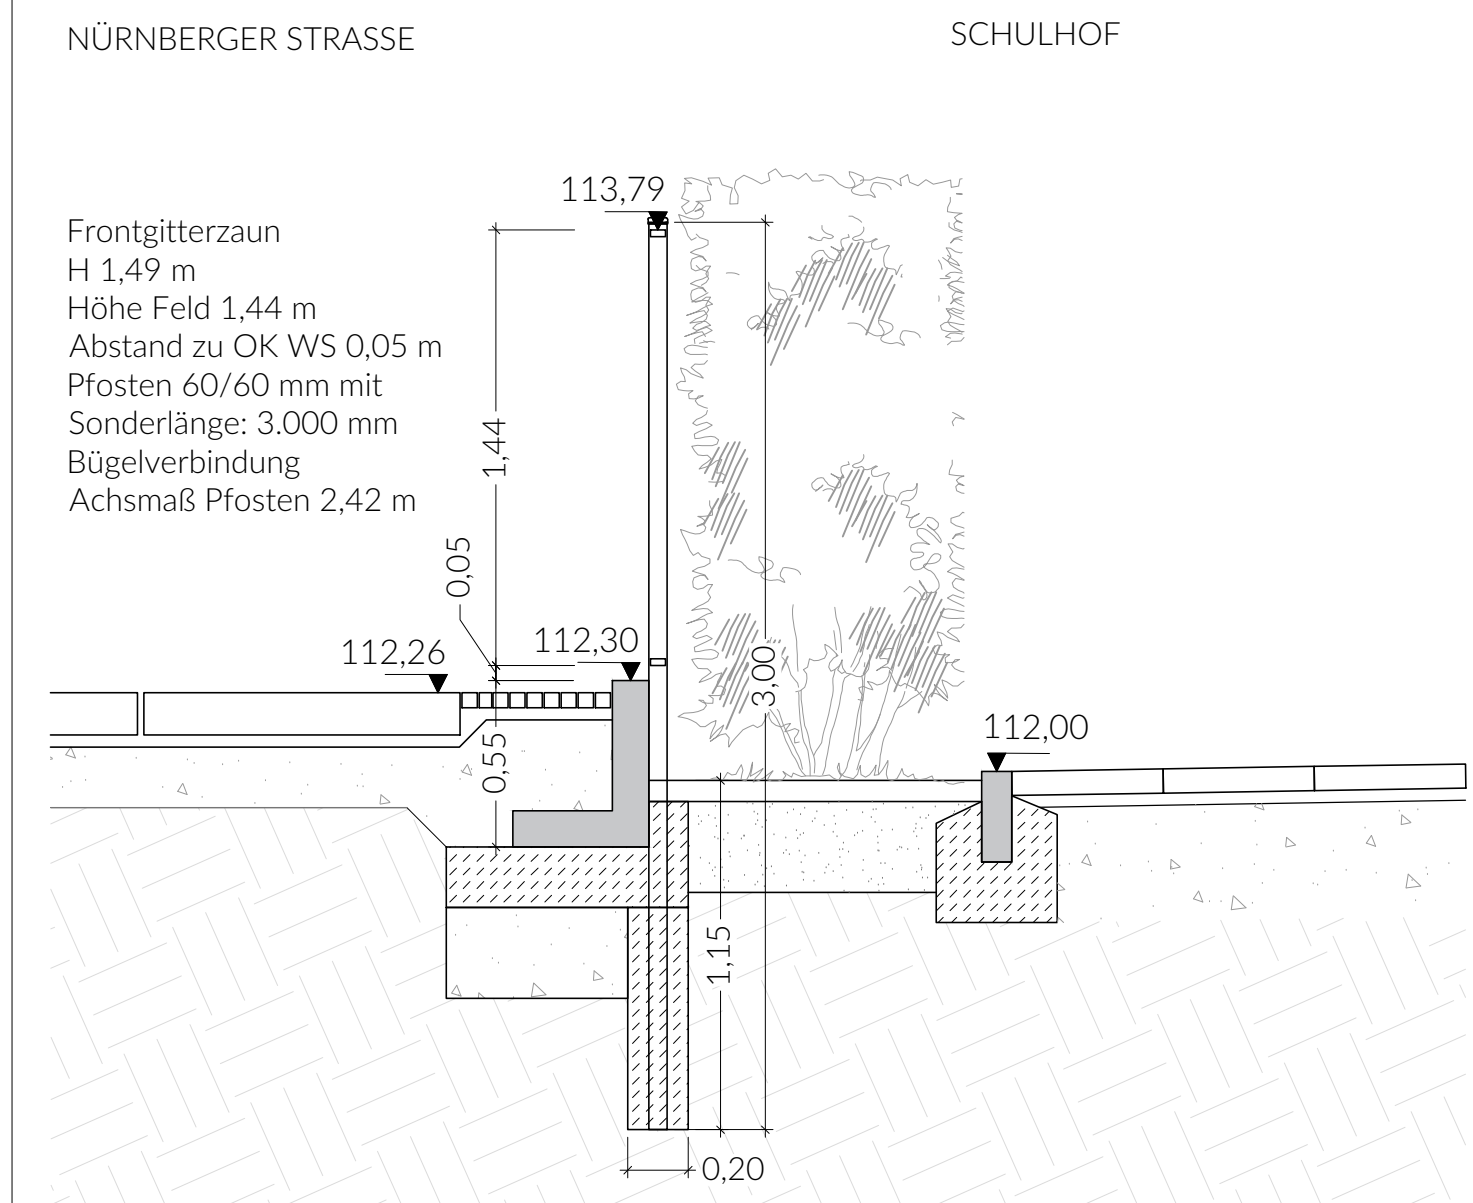 NÜRNBERGER STRASSE
SCHULHOF
113,79
Frontgitterzaun
H 1,49 m
Höhe Feld 1,44 m
Abstand zu OK WS 0,05 m
Pfosten 60/60 mm mit
Sonderlänge: 3.000 mm
Bügelverbindung
Achsmaß Pfosten 2,42 m
1,44
0,05
112,26
112,30
3,00
0,55
112,00
1,15
0,20